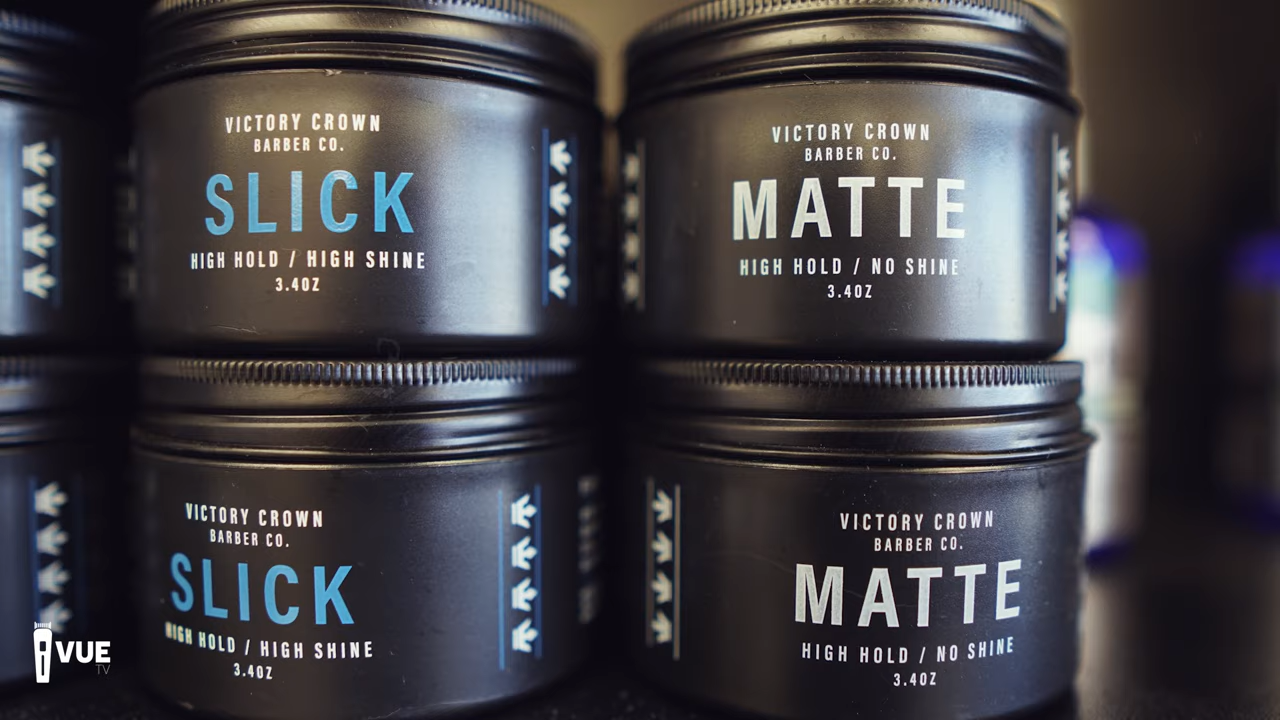 VICTORY CROWN
BARBER CO.
SLICK
HIGH HOLD / HIGH SHINE
3.4OZ
VICTORY CROWN
BARBER CO.
MATTE
HIGH HOLD / NO SHINE
3.4OZ
VICTORY CROWN
BARBER CO.
SLICK
HIGH HOLD / HIGH SHINE
3.4OZ
VICTORY CROWN
BARBER CO.
MATTE
HIGH HOLD / NO SHINE
3.4OZ
VUE
TV